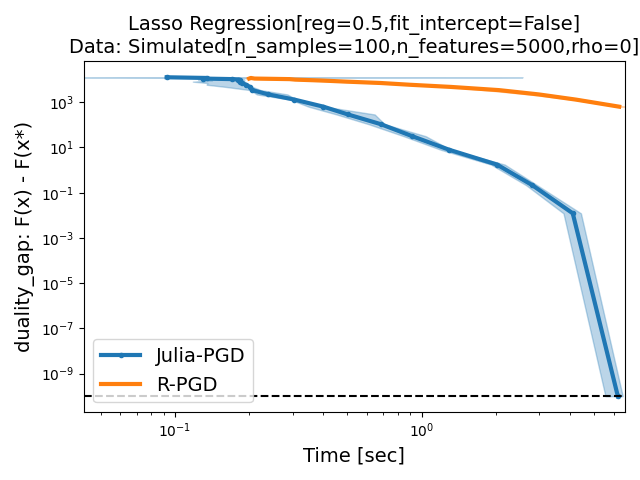 Lasso Regression[reg=0.5,fit_intercept=False]
Data: Simulated[n_samples=100,n_features=5000,rho=0]
duality_gap: F(x) - F(x*)
10³
10¹
10⁻¹
10⁻³
10⁻⁵
10⁻⁷
10⁻⁹
Julia-PGD
R-PGD
10⁻¹
10⁰
Time [sec]